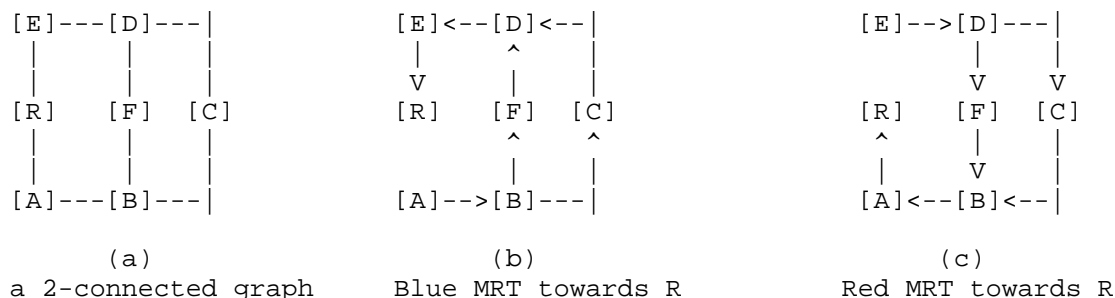 [E]---[D]---| [E]<--[D]<--| [E]-->[D]---|
| | | | ^ | | |
| | | V | | V V
[R] [F] [C] [R] [F] [C] [R] [F] [C]
| | | ^ ^ ^ | |
| | | | | | V |
[A]---[B]---| [A]-->[B]---| [A]<--[B]<--|
(a) (b) (c)
a 2-connected graph Blue MRT towards R Red MRT towards R